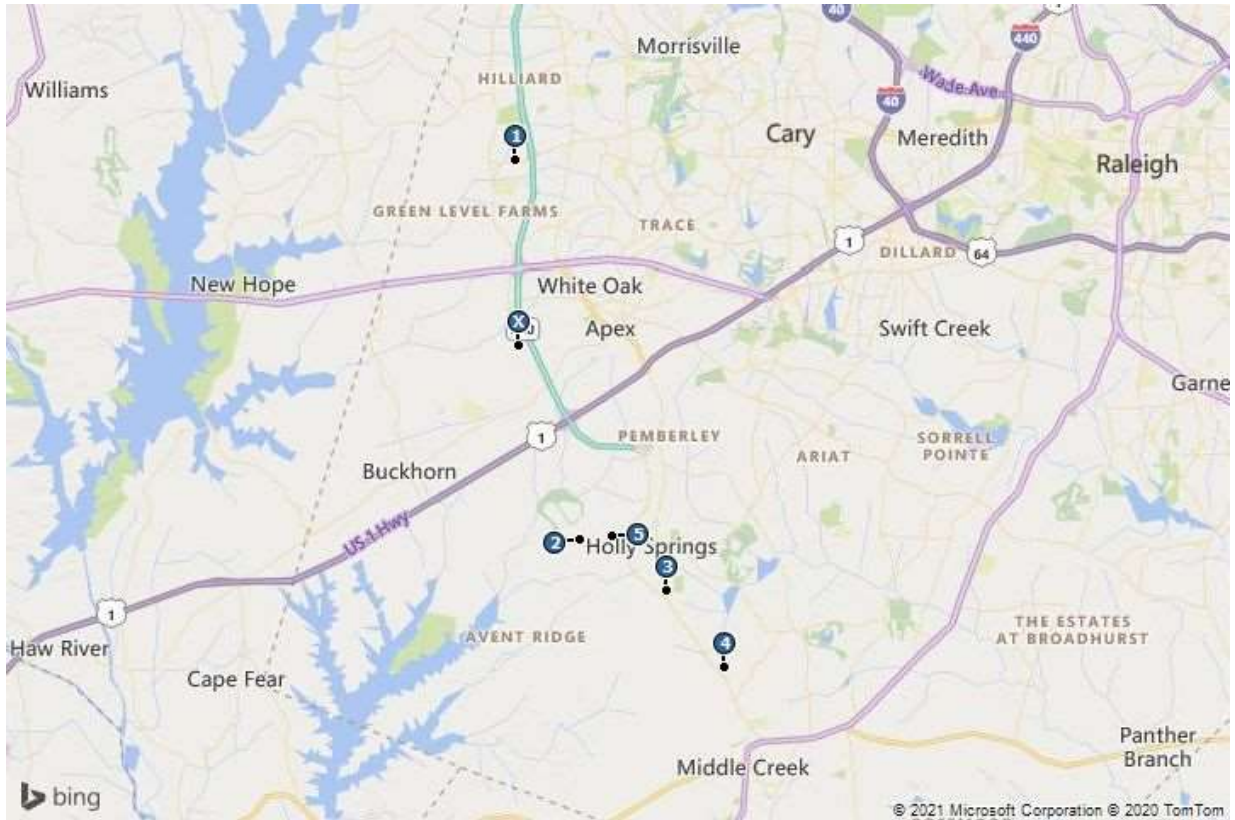 40
1
Morrisville
440
HILLIARD
Williams
Wade Ave
40
1
Cary
Meredith
Raleigh
GREEN LEVEL FARMS
TRACE
1
DILLARD
64
New Hope
White Oak
X
Apex
Swift Creek
Garne
1
PEMBERLEY
SORRELL
POINTE
ARIAT
Buckhorn
US 1 Hwy
2
5
Holly Springs
3
1
THE ESTATES
AT BROADHURST
AVENT RIDGE
Haw River
4
Cape Fear
Panther
Branch
Middle Creek
bing
© 2021 Microsoft Corporation © 2020 TomTom